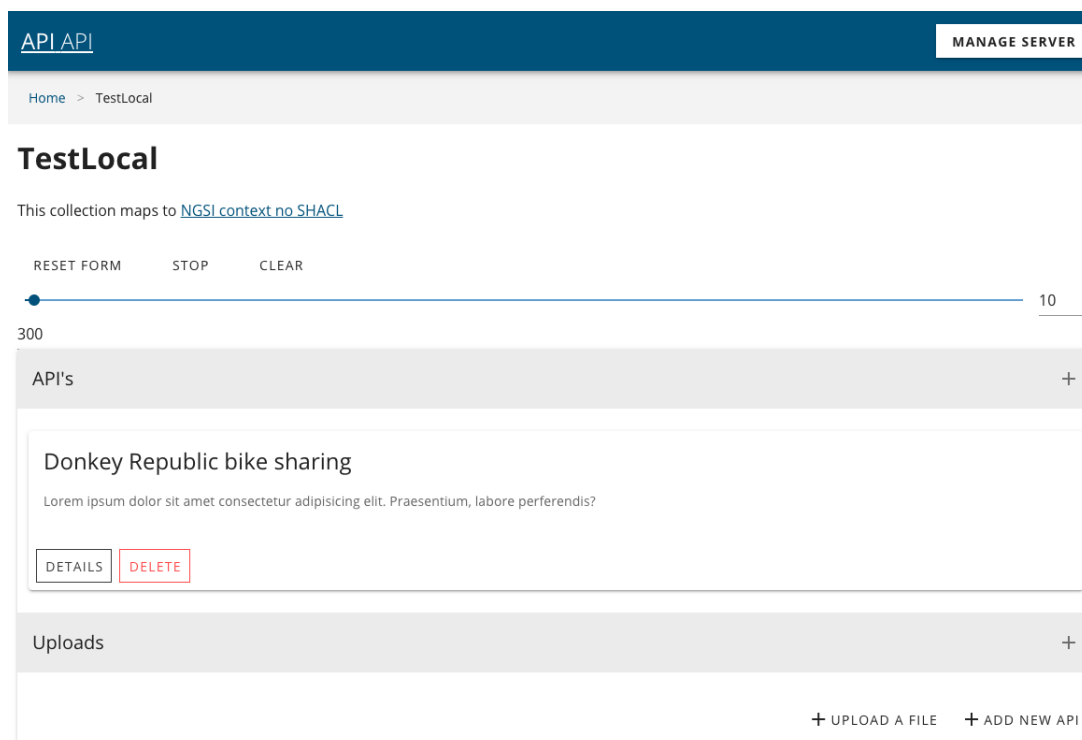 API API
MANAGE SERVER
Home > TestLocal
TestLocal
This collection maps to NGSI context no SHACL
RESET FORM STOP CLEAR
10
300
API's +
Donkey Republic bike sharing
Lorem ipsum dolor sit amet consectetur adipisicing elit. Praesentium, labore perferendis?
DETAILS DELETE
Uploads +
+ UPLOAD A FILE + ADD NEW API